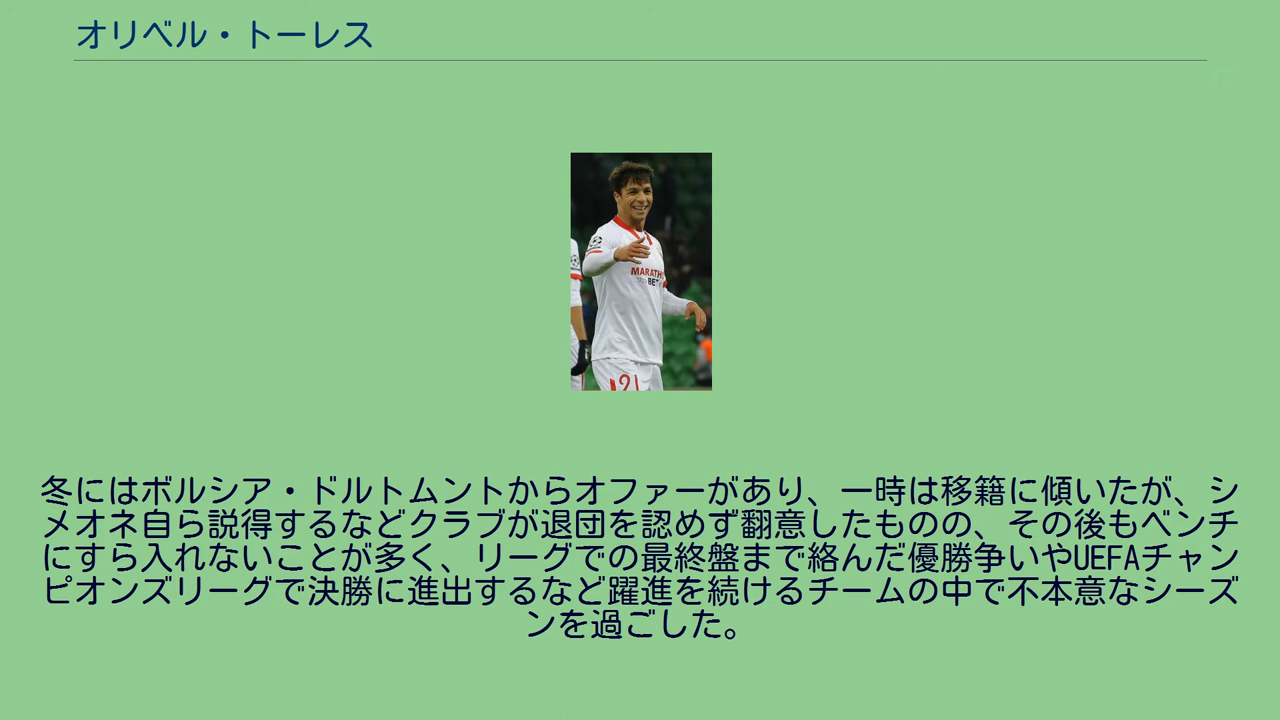 オリベル・トーレス
MARATH
BET
21
冬にはボルシア・ドルトムントからオファーがあり、一時は移籍に傾いたが、シ
メオネ自ら説得するなどクラブが退団を認めず翻意したものの、その後もベンチ
にすら入れないことが多く、リーグでの最終盤まで絡んだ優勝争いやUEFAチャン
ピオンズリーグで決勝に進出するなど躍進を続けるチームの中で不本意なシーズ
ンを過ごした。